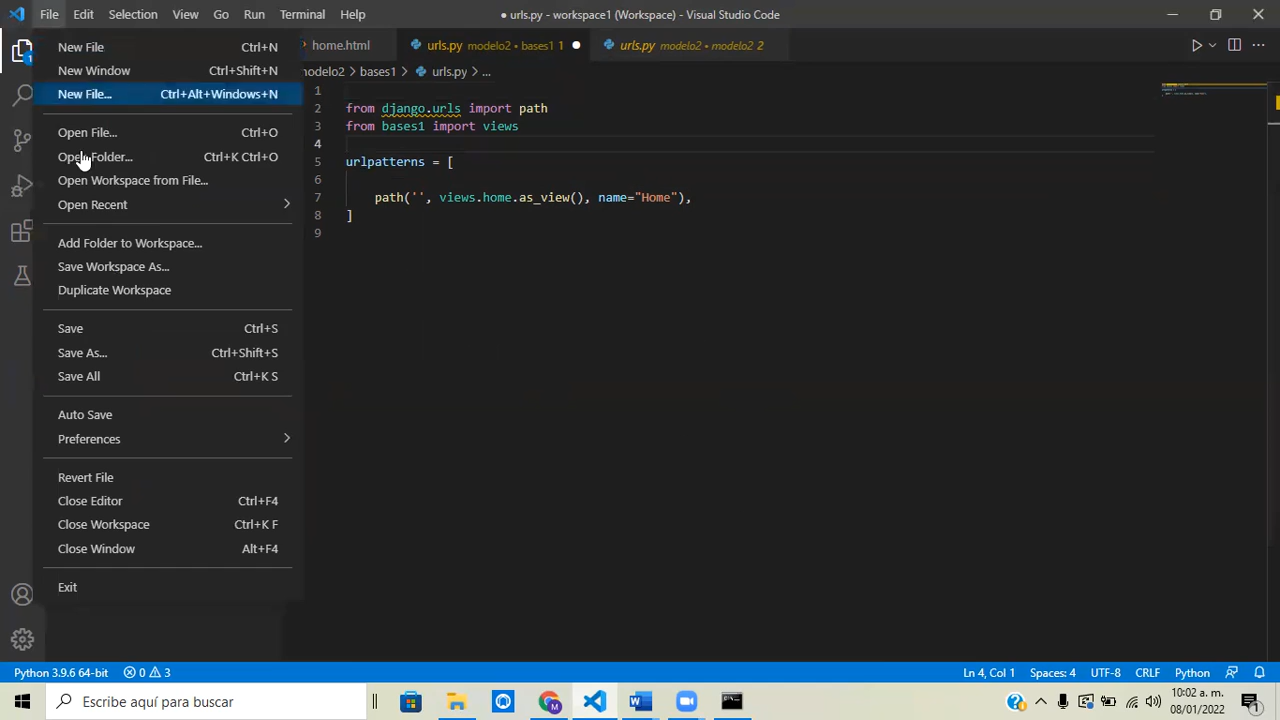 File Edit Selection View Go Run Terminal Help
● urls.py - workspace1 (Workspace) - Visual Studio Code
New File Ctrl+N
New Window Ctrl+Shift+N
New File... Ctrl+Alt+Windows+N
Open File... Ctrl+O
Open Folder... Ctrl+K Ctrl+O
Open Workspace from File...
Open Recent
Add Folder to Workspace...
Save Workspace As...
Duplicate Workspace
Save Ctrl+S
Save As... Ctrl+Shift+S
Save All Ctrl+K S
Auto Save
Preferences
Revert File
Close Editor Ctrl+F4
Close Workspace Ctrl+K F
Close Window Alt+F4
Exit
1
home.html urls.py modelo2 • bases1 1 ● urls.py modelo2 • modelo2 2
modelo2 > bases1 > urls.py > ...
1
2 from django.urls import path
3 from bases1 import views
4
5 urlpatterns = [
6
7 path('', views.home.as_view(), name="Home"),
8 ]
9
Python 3.9.6 64-bit 0 3 Ln 4, Col 1 Spaces: 4 UTF-8 CRLF Python
Escribe aquí para buscar
10:02 a. m.
08/01/2022
1